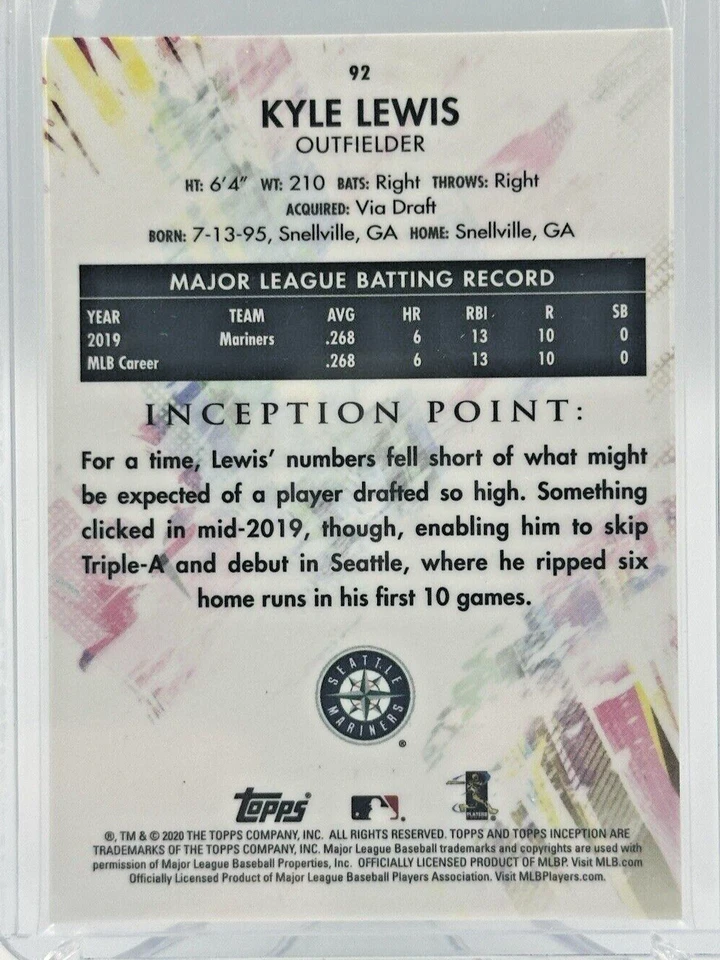 92
KYLE LEWIS
OUTFIELDER
HT: 6'4" WT: 210 BATS: Right THROWS: Right
ACQUIRED: Via Draft
BORN: 7-13-95, Snellville, GA HOME: Snellville, GA
MAJOR LEAGUE BATTING RECORD
YEAR TEAM AVG HR RBI R SB
2019 Mariners .268 6 13 10 0
MLB Career .268 6 13 10 0
INCEPTION POINT:
For a time, Lewis' numbers fell short of what might
be expected of a player drafted so high. Something
clicked in mid-2019, though, enabling him to skip
Triple-A and debut in Seattle, where he ripped six
home runs in his first 10 games.
SEATTLE
MARINERS
®
Topps
PLAYERS
®, TM & © 2020 THE TOPPS COMPANY, INC. ALL RIGHTS RESERVED. TOPPS AND TOPPS INCEPTION ARE
TRADEMARKS OF THE TOPPS COMPANY, INC. Major League Baseball trademarks and copyrights are used with
permission of Major League Baseball Properties, Inc. OFFICIALLY LICENSED PRODUCT OF MLBP. Visit MLB.com
Officially Licensed Product of Major League Baseball Players Association. Visit MLBPlayers.com.